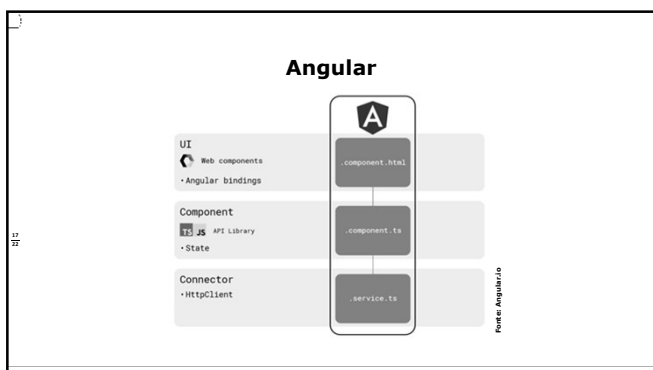 Angular
UI
Web components
・Angular bindings
.component.html
Component
TS JS API Library
・State
.component.ts
Connector
・HttpClient
.service.ts
17
22
Fonte: Angular.io